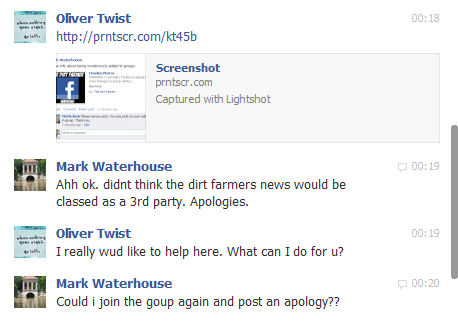 Oliver Twist 00:18
http://prntscr.com/kt45b
Screenshot
prntscr.com
Captured with Lightshot
Mark Waterhouse 00:19
Ahh ok. didnt think the dirt farmers news would be
classed as a 3rd party. Apologies.
Oliver Twist 00:19
I really wud like to help here. What can I do for u?
Mark Waterhouse 00:20
Could i join the goup again and post an apology??